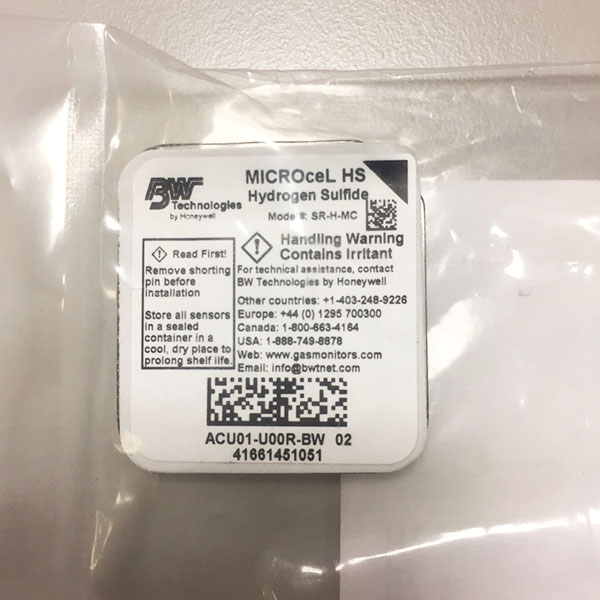 MICROceL HS
Hydrogen Sulfide
Model #: SR-H-MC
BW
Technologies
by Honeywell
Handling Warning
Contains Irritant
Read First!
Remove shorting
pin before
installation
Store all sensors
in a sealed
container in a
cool, dry place to
prolong shelf life.
For technical assistance, contact
BW Technologies by Honeywell
Other countries: +1-403-248-9226
Europe: +44 (0) 1295 700300
Canada: 1-800-663-4164
USA: 1-888-749-8878
Web: www.gasmonitors.com
Email: info@bwtnet.com
ACU01-U00R-BW 02
41661451051